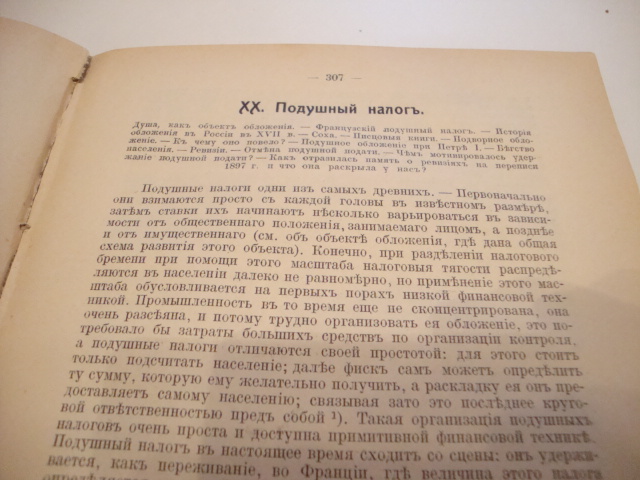 — 307 —
XX. Подушный налогъ.
Душа, какъ объектъ обложенія. — Французскій подушный налогъ. — Исторія
обложенія въ Россіи въ XVII в. — Соха. — Писцовыя книги. — Подворное обло-
женіе. — Къ чему оно новело? — Подушное обложеніе при Петрѣ I. — Бѣгство
населенія. — Ревизіи. — Отмѣна подушной подати. — Чѣмъ мотивировалось удер-
жаніе подушной подати? — Какъ отразилась память о ревизіяхъ на переписи
1897 г. и что она раскрыла у насъ?
Подушные налоги одни изъ самыхъ древнихъ. — Первоначально
они взимаются просто съ каждой головы въ извѣстномъ размѣрѣ,
затѣмъ ставки ихъ начинаютъ нѣсколько варьироваться въ зависи-
мости отъ общественнаго положенія, занимаемаго лицомъ, а позднѣе
и отъ имущественнаго (см. объ объектѣ обложенія, гдѣ дана общая
схема развитія этого объекта). Конечно, при раздѣленіи налогового
бремени при помощи этого масштаба налоговыя тягости распредѣ-
ляются въ населеніи далеко не равномѣрно, но примѣненіе этого мас-
штаба обусловливается на первыхъ порахъ низкой финансовой тех-
никой. Промышленность въ то время еще не сконцентрирована, она
очень разсѣяна, и потому трудно организовать ея обложеніе, это по-
требовало бы затраты большихъ средствъ по организаціи контроля,
а подушные налоги отличаются своей простотой: для этого стоитъ
только подсчитать населеніе; далѣе фискъ самъ можетъ опредѣлить
ту сумму, которую ему желательно получить, а раскладку ея онъ пре-
доставляетъ самому населенію; связывая зато это послѣднее круго-
вой отвѣтственностью предъ собой ¹). Такая организація подушныхъ
налоговъ очень проста и доступна примитивной финансовой техникѣ.
Подушный налогъ въ настоящее время сходитъ со сцены: онъ удержи-
вается, какъ переживаніе, во Франціи, гдѣ величина этого налога